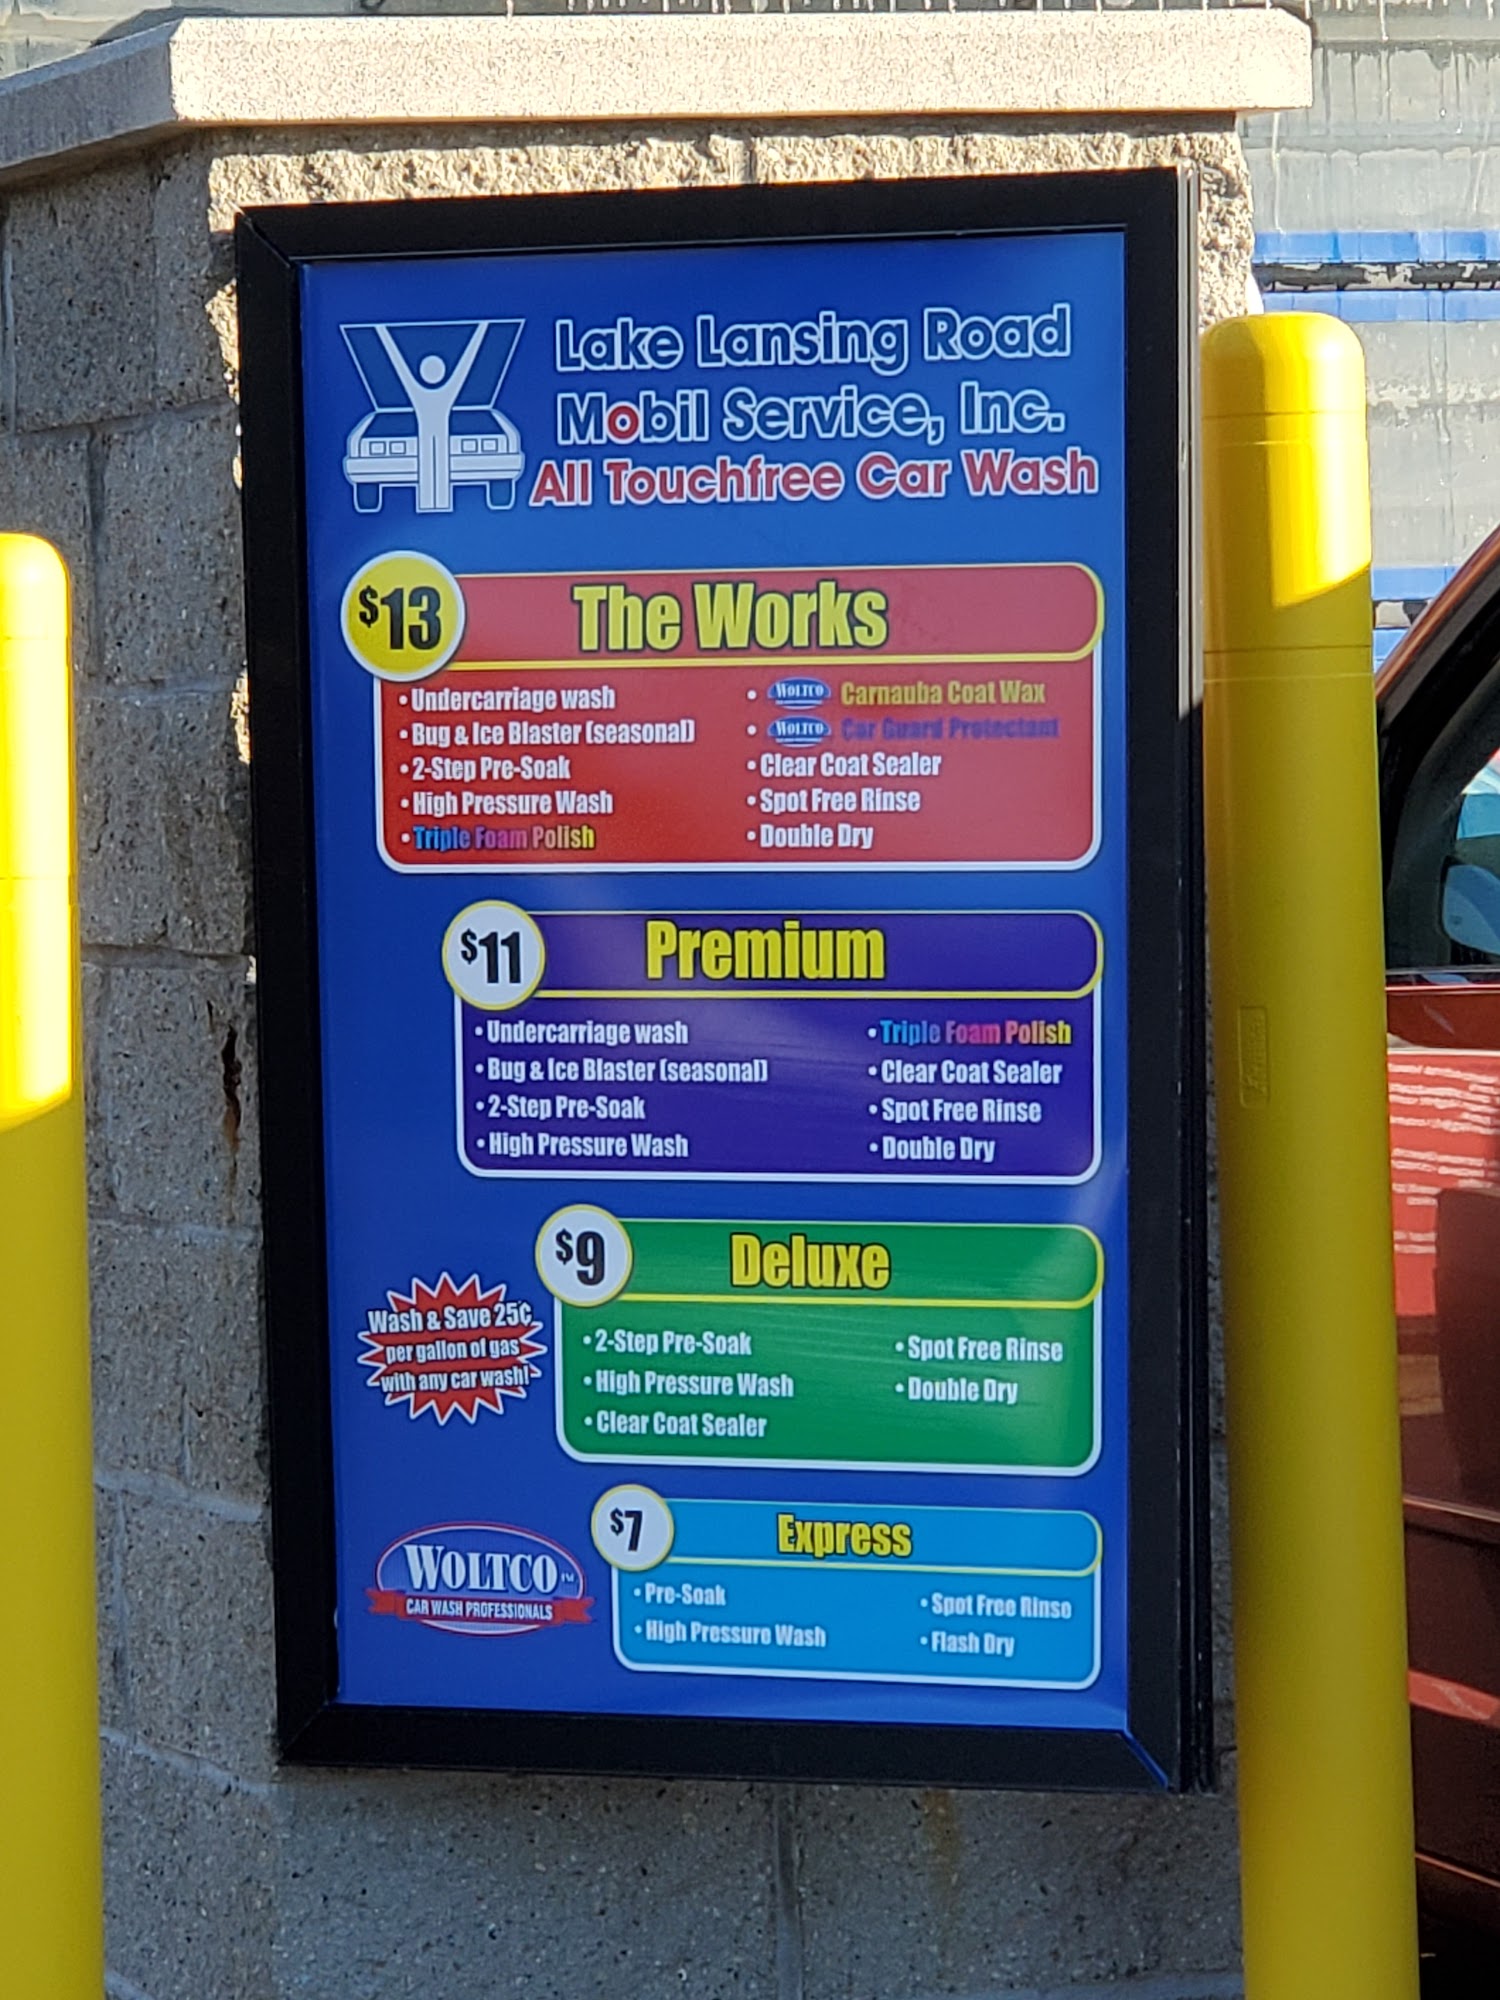 Lake Lansing Road
Mobil Service, Inc.
All Touchfree Car Wash
$13
The Works
• Undercarriage wash
• Bug & Ice Blaster (seasonal)
• 2-Step Pre-Soak
• High Pressure Wash
• Triple Foam Polish
• WOLTCO Carnauba Coat Wax
• WOLTCO Car Guard Protectant
• Clear Coat Sealer
• Spot Free Rinse
• Double Dry
$11
Premium
• Undercarriage wash
• Bug & Ice Blaster (seasonal)
• 2-Step Pre-Soak
• High Pressure Wash
• Triple Foam Polish
• Clear Coat Sealer
• Spot Free Rinse
• Double Dry
$9
Deluxe
• 2-Step Pre-Soak
• High Pressure Wash
• Clear Coat Sealer
• Spot Free Rinse
• Double Dry
Wash & Save 25¢
per gallon of gas
with any car wash!
$7
Express
• Pre-Soak
• High Pressure Wash
• Spot Free Rinse
• Flash Dry
WOLTCO™
CAR WASH PROFESSIONALS